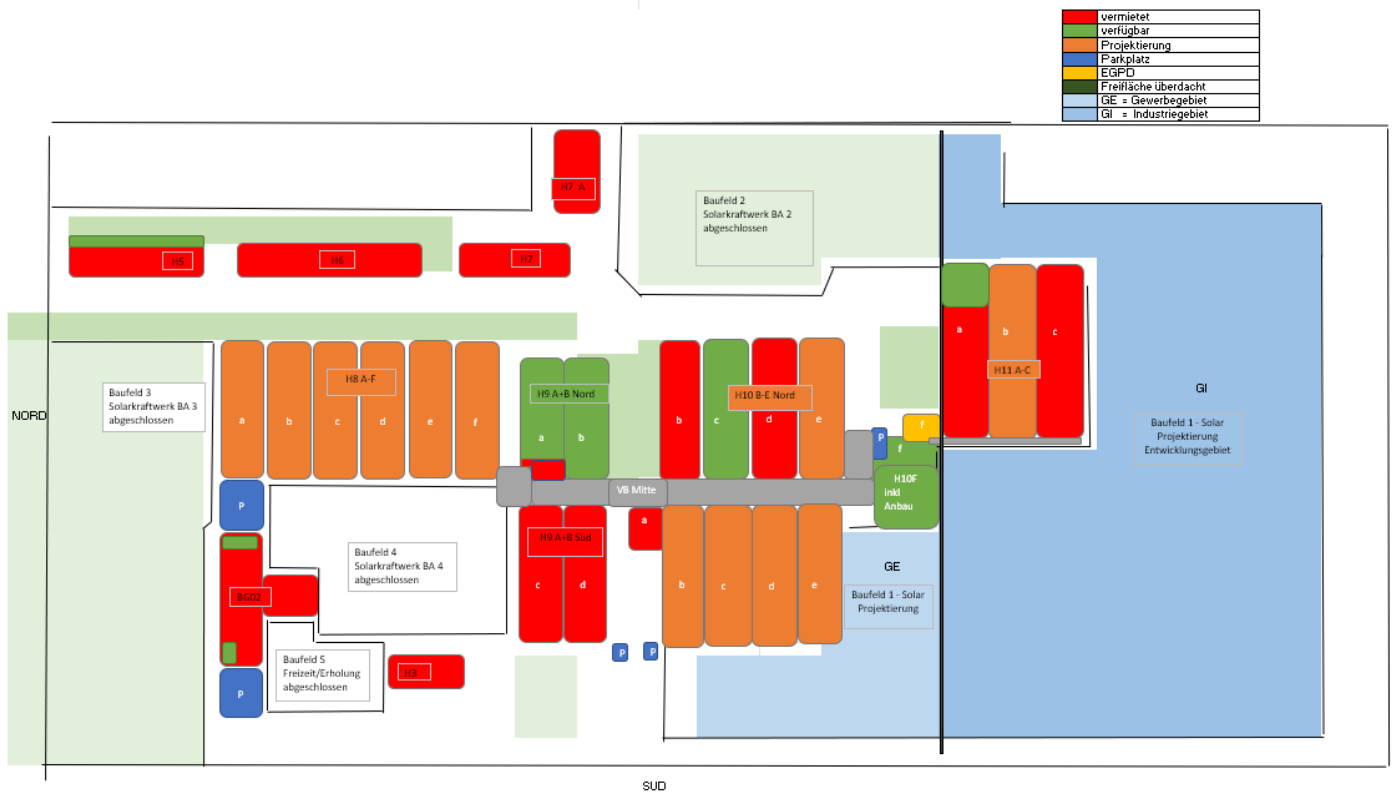 vermietet
verfügbar
Projektierung
Parkplatz
EGPD
Freifläche überdacht
GE = Gewerbegebiet
GI = Industriegebiet
H7 A
Baufeld 2
Solarkraftwerk BA 2
abgeschlossen
H5
H6
H7
a
b
c
H11 A-C
NORD
Baufeld 3
Solarkraftwerk BA 3
abgeschlossen
H8 A-F
a
b
c
d
e
f
H9 A+B Nord
a
b
H10 B-E Nord
b
c
d
e
P
f
f
H10F
inkl
Anbau
GI
Baufeld 1 - Solar
Projektierung
Entwicklungsgebiet
VB Mitte
P
Baufeld 4
Solarkraftwerk BA 4
abgeschlossen
H9 A+B Süd
c
d
a
b
c
d
e
GE
Baufeld 1 - Solar
Projektierung
BG02
Baufeld 5
Freizeit/Erholung
abgeschlossen
H3
P
P
P
SUD